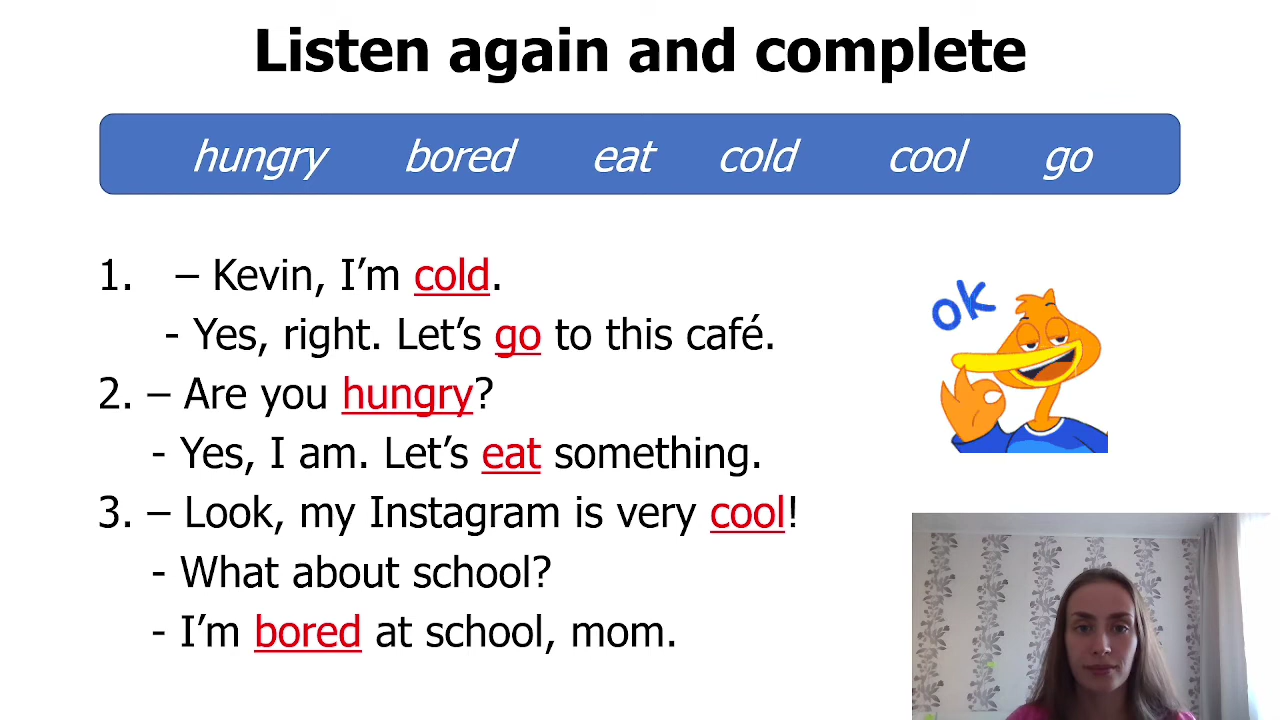 Listen again and complete
hungry bored eat cold cool go
1. – Kevin, I’m cold.
- Yes, right. Let’s go to this café.
2. – Are you hungry?
- Yes, I am. Let’s eat something.
3. – Look, my Instagram is very cool!
- What about school?
- I’m bored at school, mom.
ok